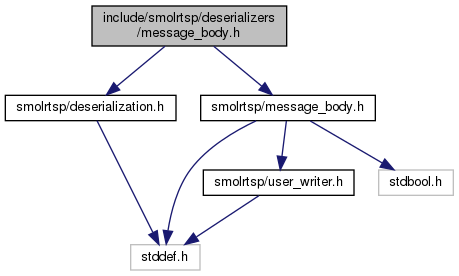 include/smolrtsp/deserializers
/message_body.h
smolrtsp/deserialization.h
smolrtsp/message_body.h
smolrtsp/user_writer.h
stdbool.h
stddef.h